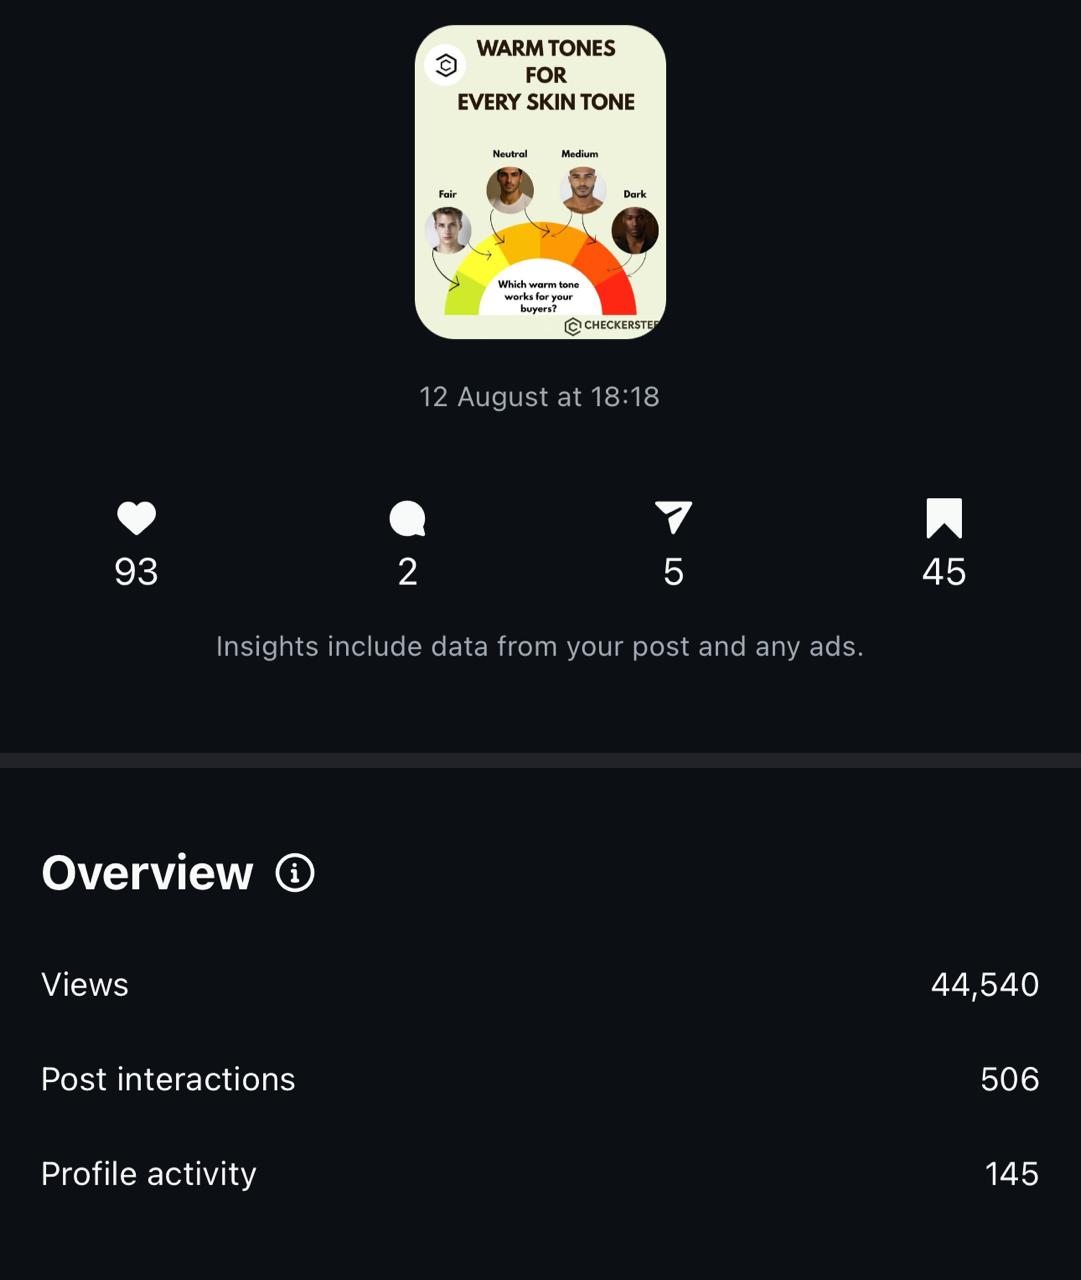 WARM TONES
FOR
EVERY SKIN TONE
Neutral
Medium
Fair
Dark
Which warm tone
works for your
buyers?
12 August at 18:18
93
2
5
45
Insights include data from your post and any ads.
Overview
Views
44,540
Post interactions
506
Profile activity
145